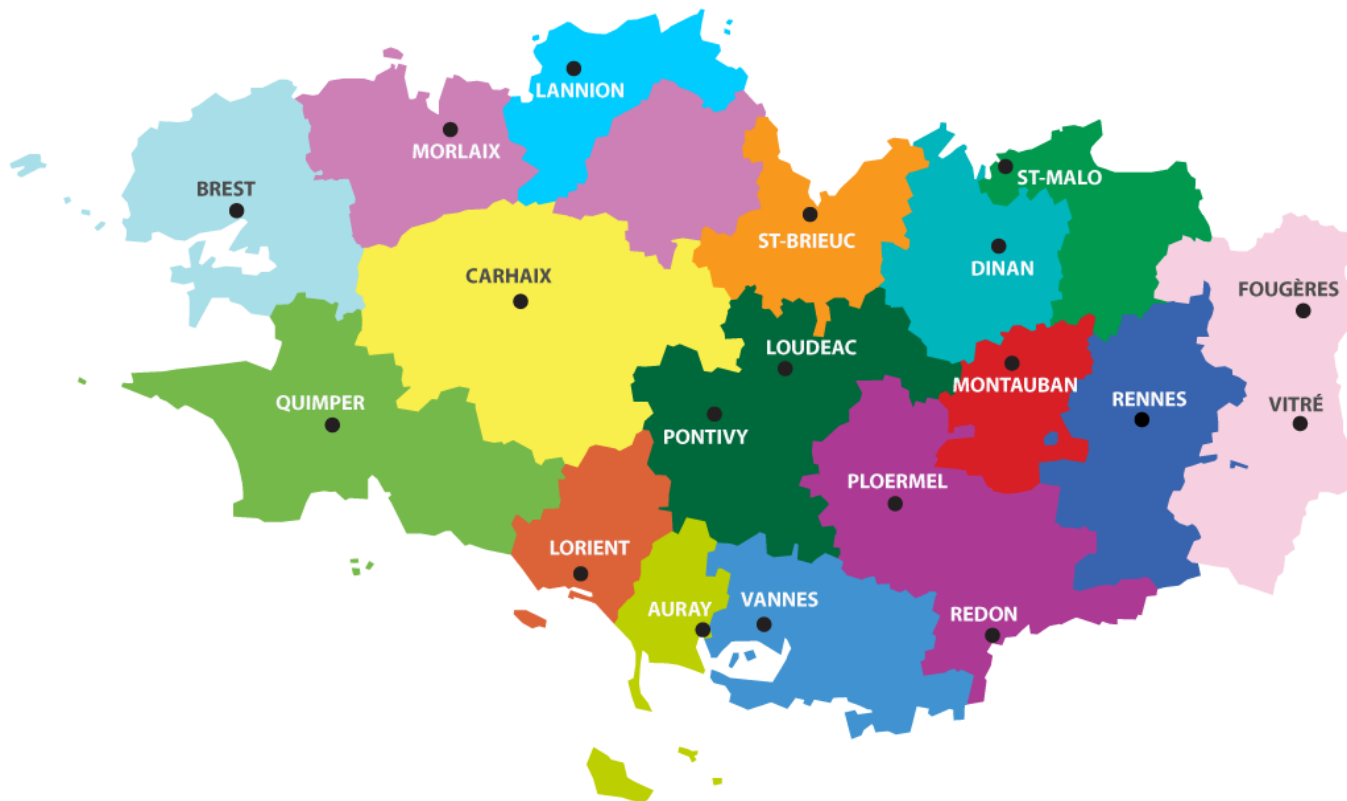 LANNION
MORLAIX
ST-MALO
BREST
ST-BRIEUC
DINAN
CARHAIX
FOUGÈRES
LOUDEAC
MONTAUBAN
QUIMPER
RENNES
VITRÉ
PONTIVY
PLOERMEL
LORIENT
AURAY
VANNES
REDON